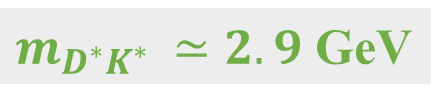 m_{D^*K^*} ≃ 2.9 GeV